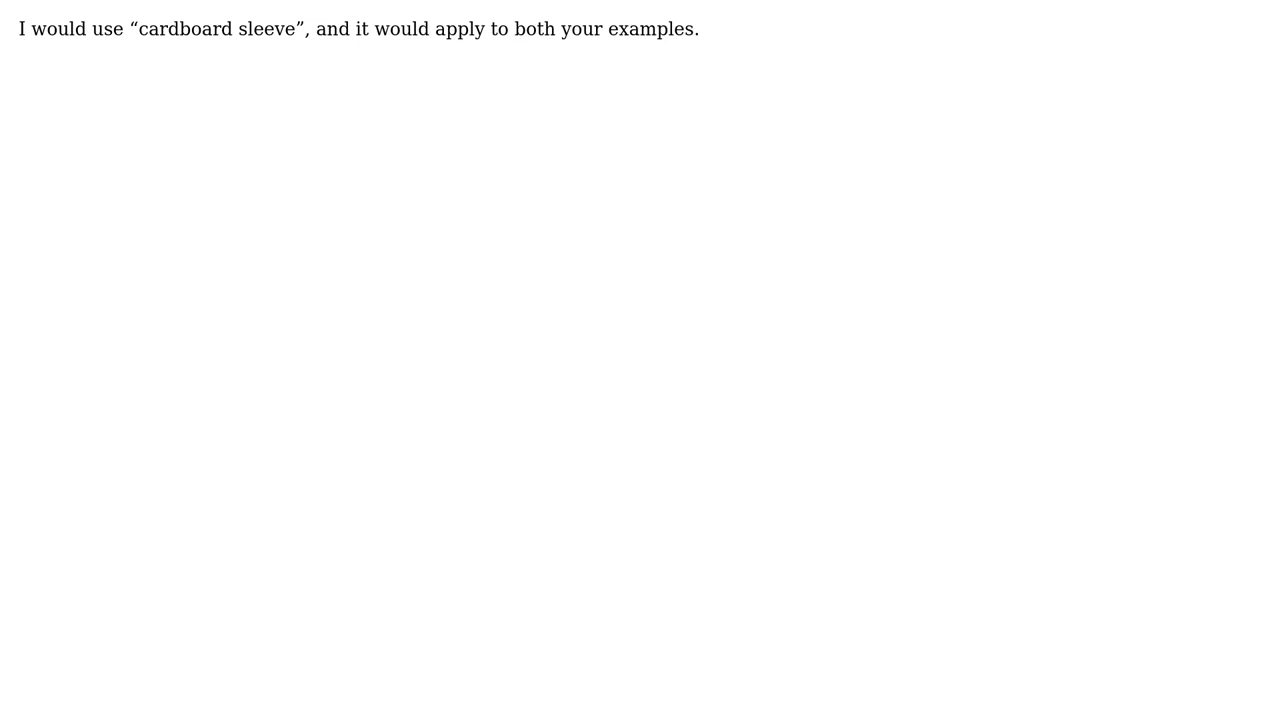 I would use “cardboard sleeve”, and it would apply to both your examples.